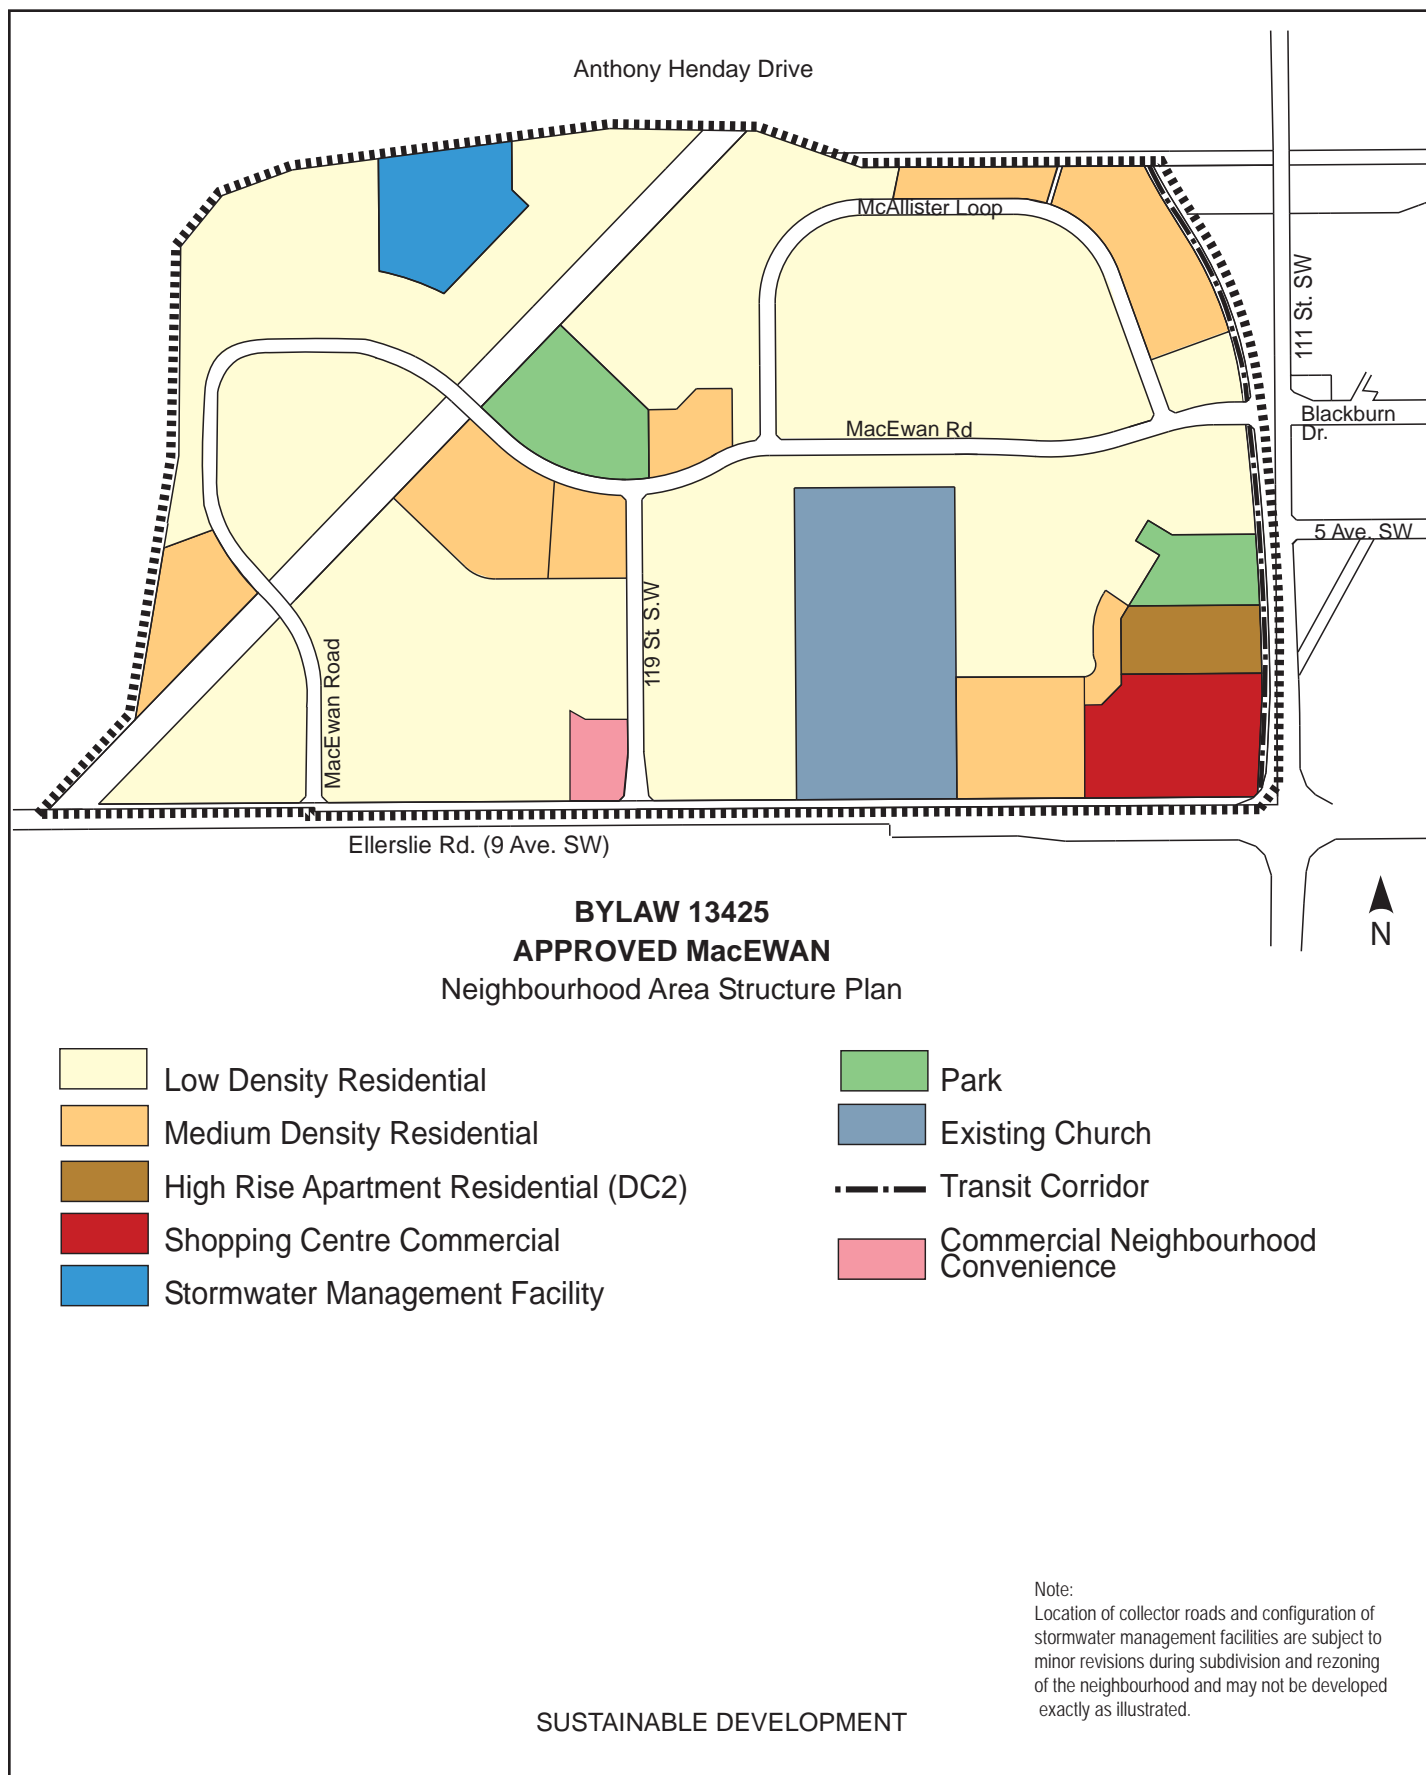 Anthony Henday Drive
McAllister Loop
111 St. SW
Blackburn
Dr.
MacEwan Rd
5 Ave. SW
119 St S.W
MacEwan Road
Ellerslie Rd. (9 Ave. SW)
N
BYLAW 13425
APPROVED MacEWAN
Neighbourhood Area Structure Plan
Low Density Residential
Medium Density Residential
High Rise Apartment Residential (DC2)
Shopping Centre Commercial
Stormwater Management Facility
Park
Existing Church
Transit Corridor
Commercial Neighbourhood
Convenience
Note:
Location of collector roads and configuration of
stormwater management facilities are subject to
minor revisions during subdivision and rezoning
of the neighbourhood and may not be developed
exactly as illustrated.
SUSTAINABLE DEVELOPMENT